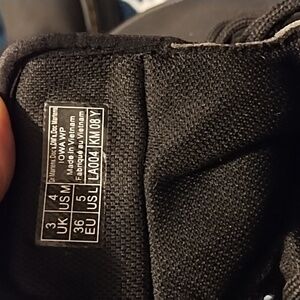 IOWA WP
Made in Vietnam
Fabriqué au Vietnam
LA004 KM 08 Y
3 4 UK US M
36 5 EU US L